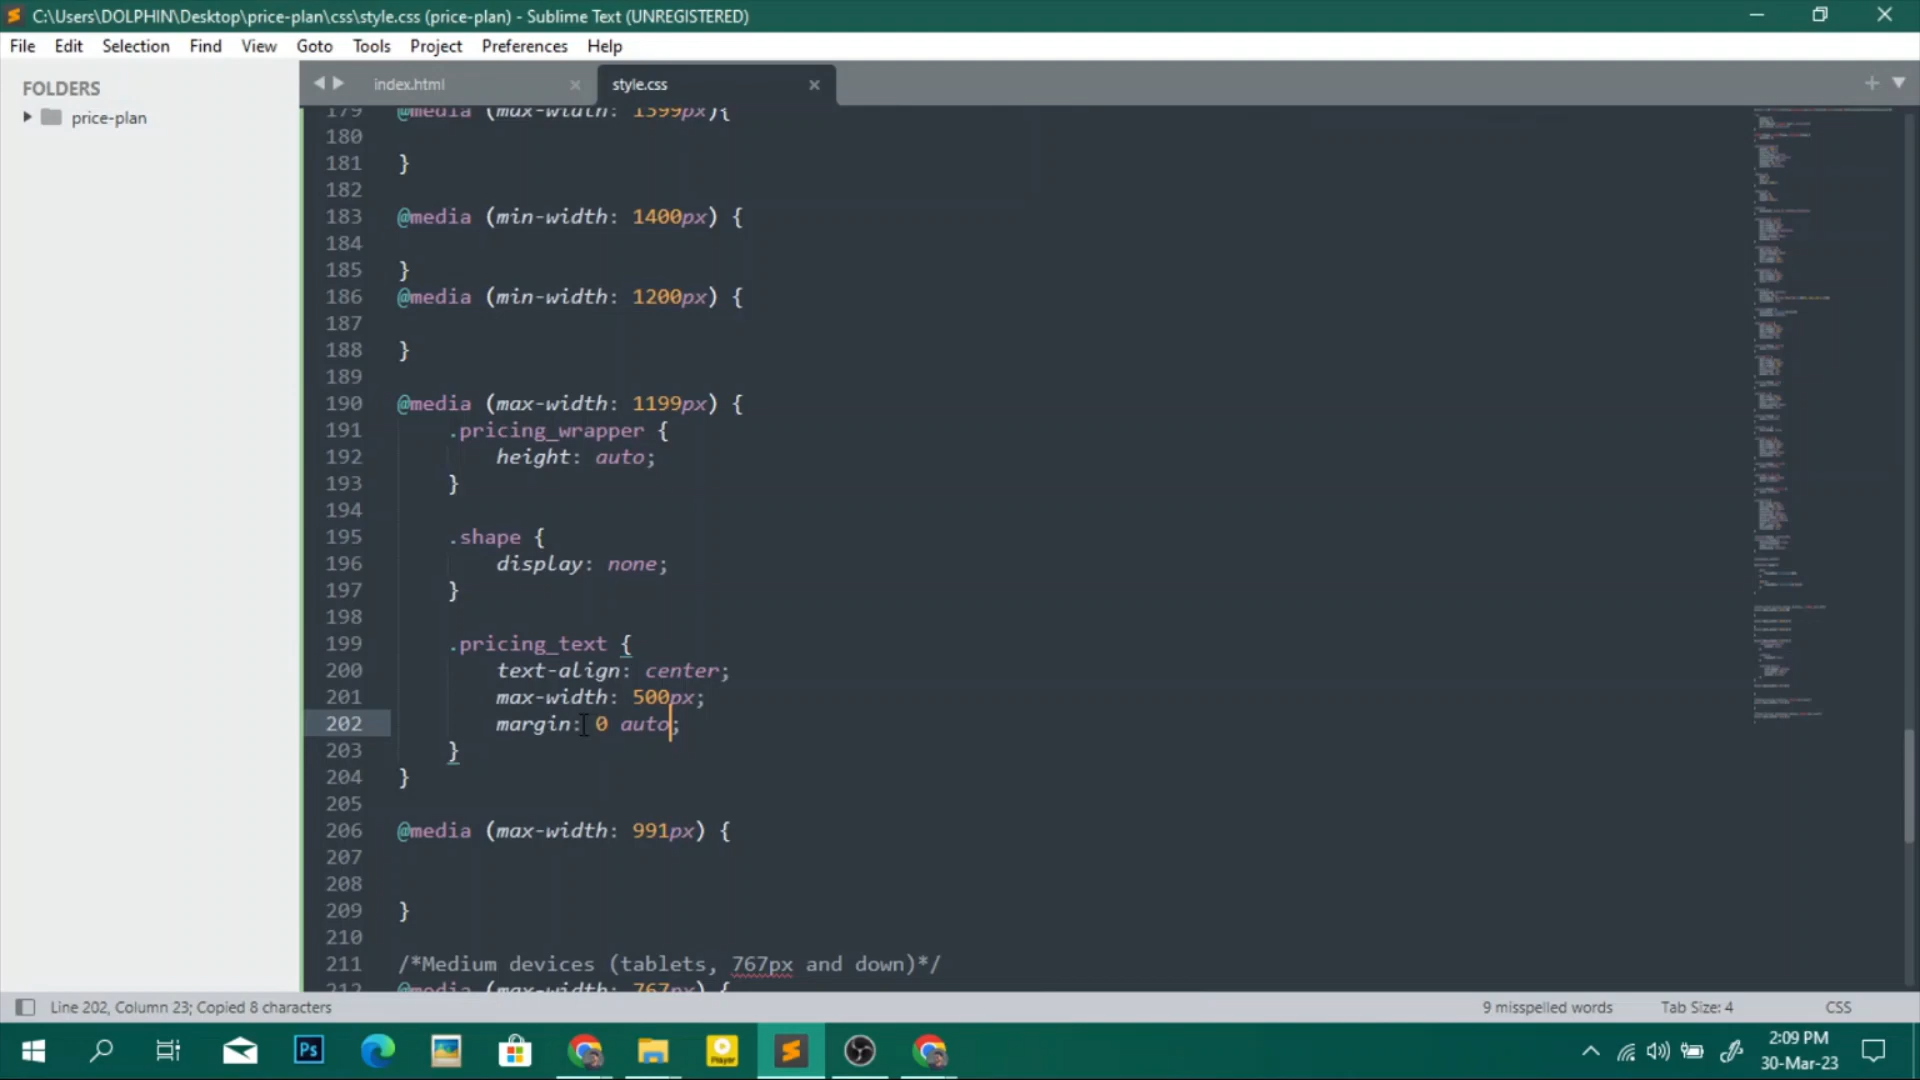 C:\Users\DOLPHIN\Desktop\price-plan\css\style.css (price-plan) - Sublime Text (UNREGISTERED)
File Edit Selection Find View Goto Tools Project Preferences Help
FOLDERS
price-plan
index.html
style.css
179 @media (max-width: 1399px){
180
181 }
182
183 @media (min-width: 1400px) {
184
185 }
186 @media (min-width: 1200px) {
187
188 }
189
190 @media (max-width: 1199px) {
191 .pricing_wrapper {
192 height: auto;
193 }
194
195 .shape {
196 display: none;
197 }
198
199 .pricing_text {
200 text-align: center;
201 max-width: 500px;
202 margin: 0 auto;
203 }
204 }
205
206 @media (max-width: 991px) {
207
208
209 }
210
211 /*Medium devices (tablets, 767px and down)*/
212 @media (max-width: 767px) {
Line 202, Column 23; Copied 8 characters
9 misspelled words
Tab Size: 4
CSS
Ps
Player
2:09 PM
30-Mar-23